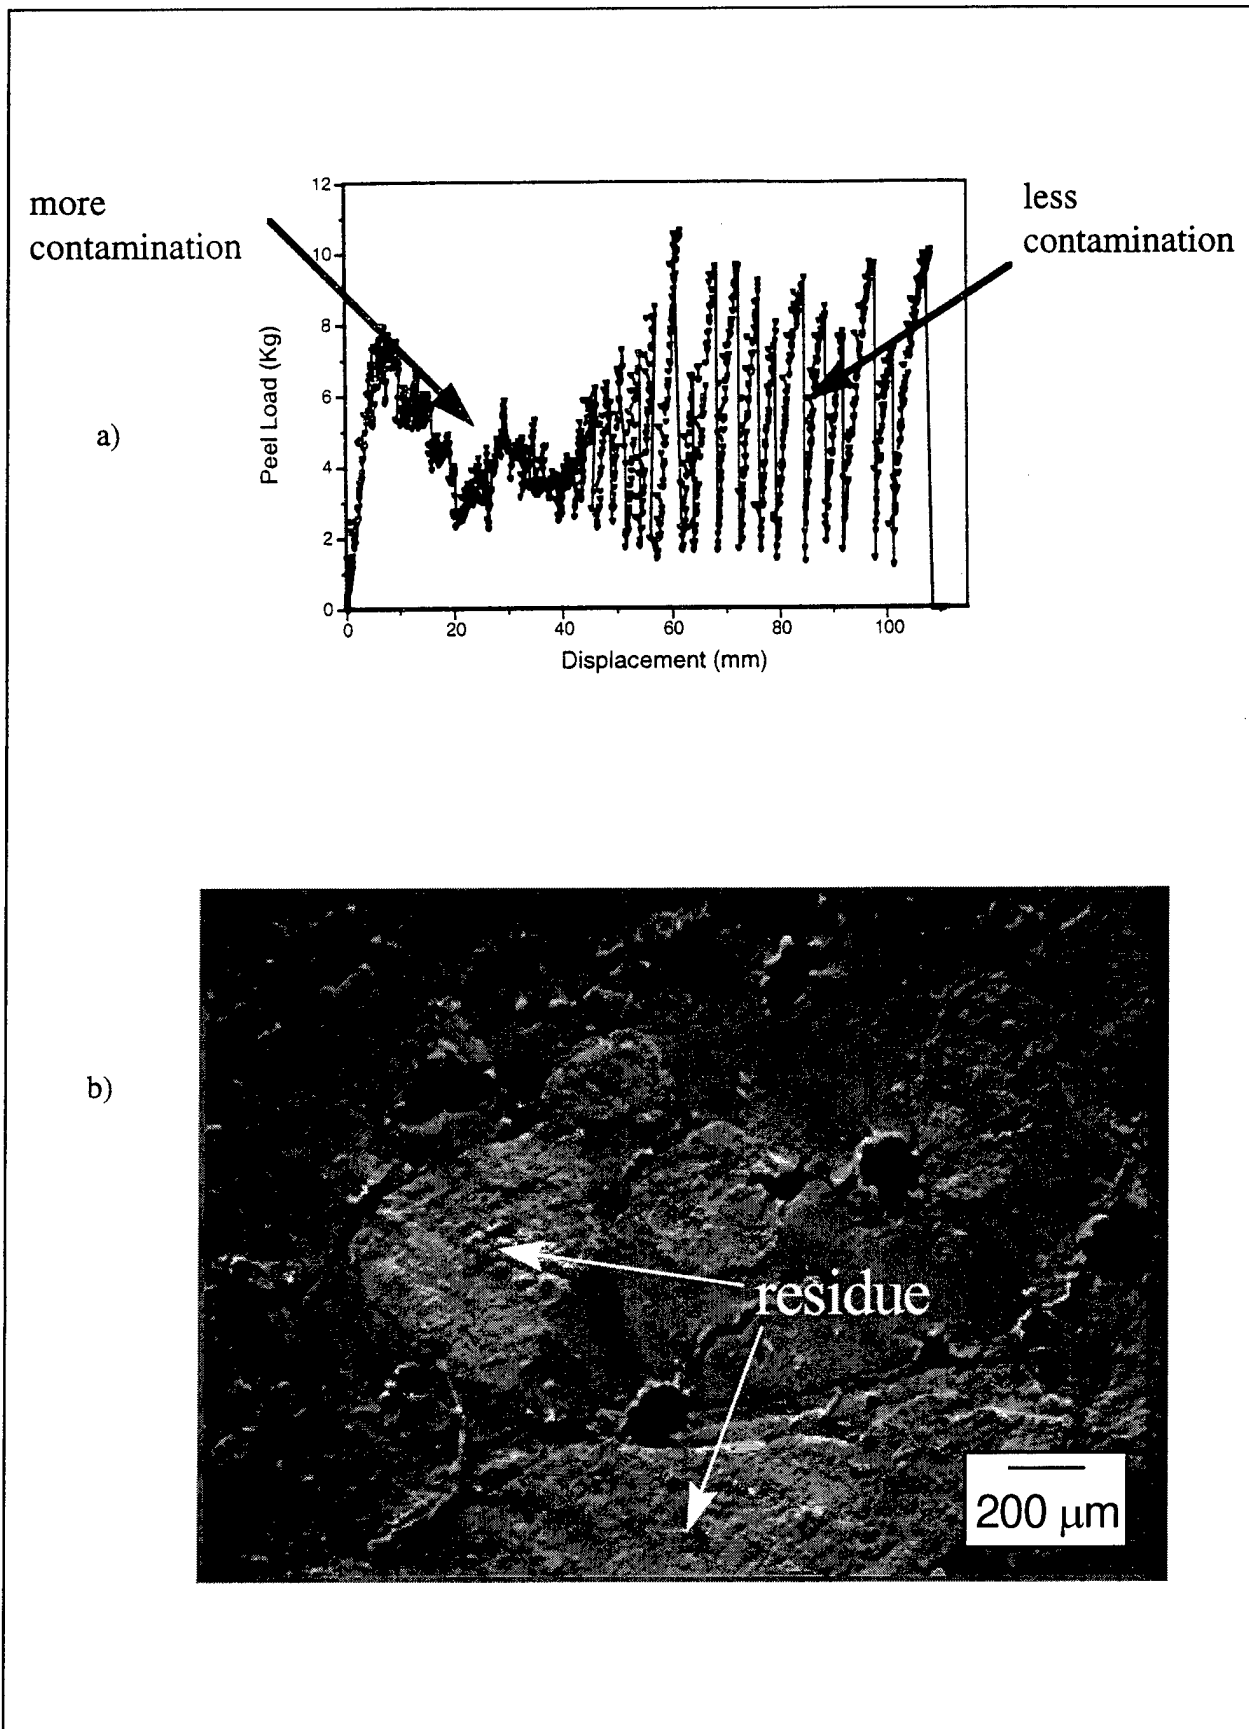 more
contamination
less
contamination
a)
12
10
8
6
4
2
0
Peel Load (Kg)
0 20 40 60 80 100
Displacement (mm)
b)
residue
200 μm